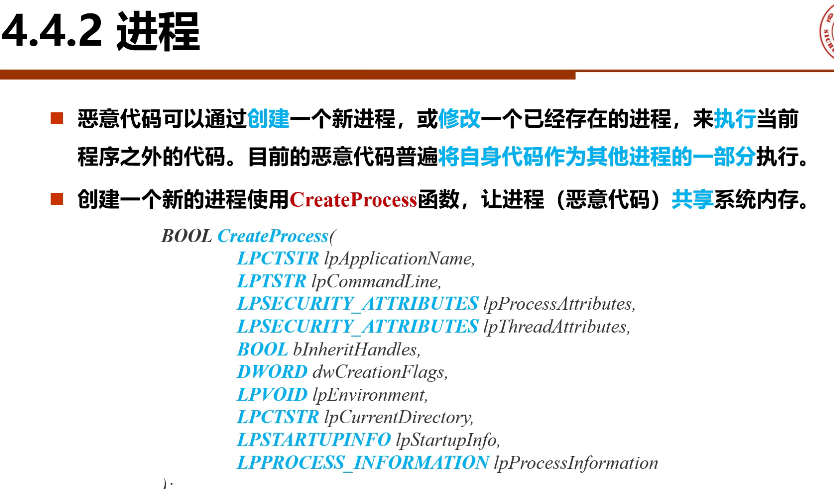 4.4.2 进程
恶意代码可以通过创建一个新进程，或修改一个已经存在的进程，来执行当前
程序之外的代码。目前的恶意代码普遍将自身代码作为其他进程的一部分执行。
创建一个新的进程使用CreateProcess函数，让进程（恶意代码）共享系统内存。
BOOL CreateProcess(
LPCTSTR lpApplicationName,
LPTSTR lpCommandLine,
LPSECURITY_ATTRIBUTES lpProcessAttributes,
LPSECURITY_ATTRIBUTES lpThreadAttributes,
BOOL bInheritHandles,
DWORD dwCreationFlags,
LPVOID lpEnvironment,
LPCTSTR lpCurrentDirectory,
LPSTARTUPINFO lpStartupInfo,
LPPROCESS_INFORMATION lpProcessInformation
);